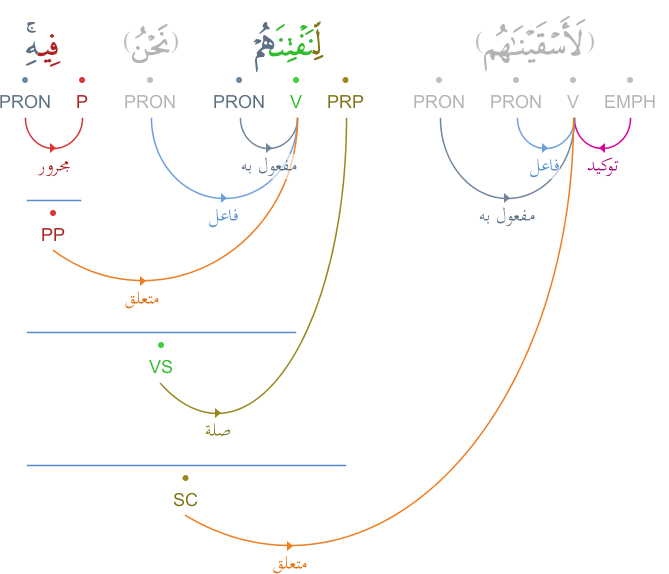 (لَأَسْقَيْنَـٰهُم) لِّنَفْتِنَهُمْ (نَحْنُ) فِيهِ ۚ
EMPH V PRON PRON PRP V PRON PRON P PRON
توكيد فاعل مفعول به مجرور
مفعول به فاعل
PP
متعلق
VS
صلة
SC
متعلق